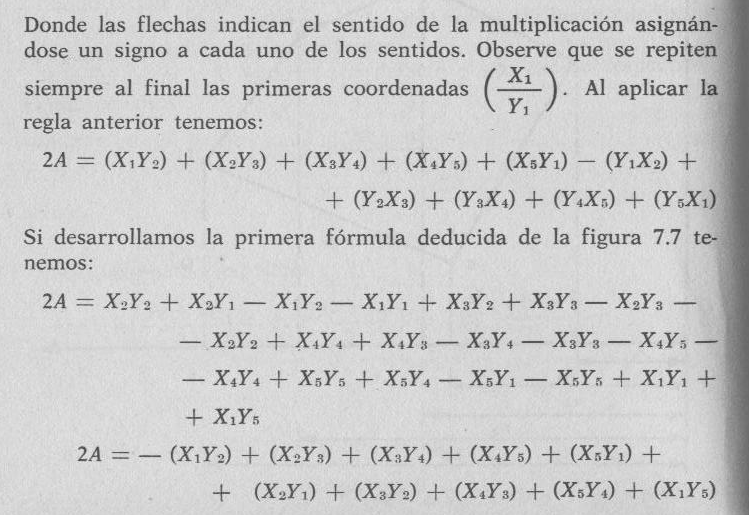 Donde las flechas indican el sentido de la multiplicación asignán-
dose un signo a cada uno de los sentidos. Observe que se repiten
siempre al final las primeras coordenadas (X₁/Y₁). Al aplicar la
regla anterior tenemos:
2A = (X₁Y₂) + (X₂Y₃) + (X₃Y₄) + (X₄Y₅) + (X₅Y₁) − (Y₁X₂) +
+ (Y₂X₃) + (Y₃X₄) + (Y₄X₅) + (Y₅X₁)
Si desarrollamos la primera fórmula deducida de la figura 7.7 te-
nemos:
2A = X₂Y₂ + X₂Y₁ — X₁Y₂ — X₁Y₁ + X₃Y₂ + X₃Y₃ — X₂Y₃ —
— X₂Y₂ + X₄Y₄ + X₄Y₃ — X₃Y₄ — X₃Y₃ — X₄Y₅ —
— X₄Y₄ + X₅Y₅ + X₅Y₄ — X₅Y₁ — X₅Y₅ + X₁Y₁ +
+ X₁Y₅
2A = — (X₁Y₂) + (X₂Y₃) + (X₃Y₄) + (X₄Y₅) + (X₅Y₁) +
+ (X₂Y₁) + (X₃Y₂) + (X₄Y₃) + (X₅Y₄) + (X₁Y₅)